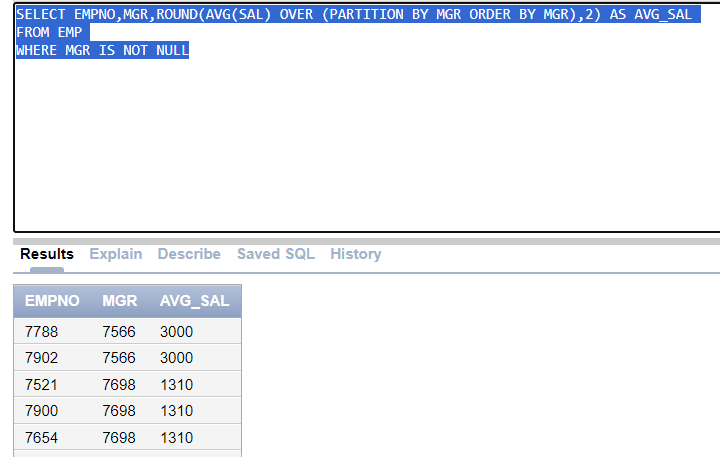 SELECT EMPNO,MGR,ROUND(AVG(SAL) OVER (PARTITION BY MGR ORDER BY MGR),2) AS AVG_SAL
FROM EMP
WHERE MGR IS NOT NULL
Results Explain Describe Saved SQL History
EMPNO MGR AVG_SAL
7788 7566 3000
7902 7566 3000
7521 7698 1310
7900 7698 1310
7654 7698 1310